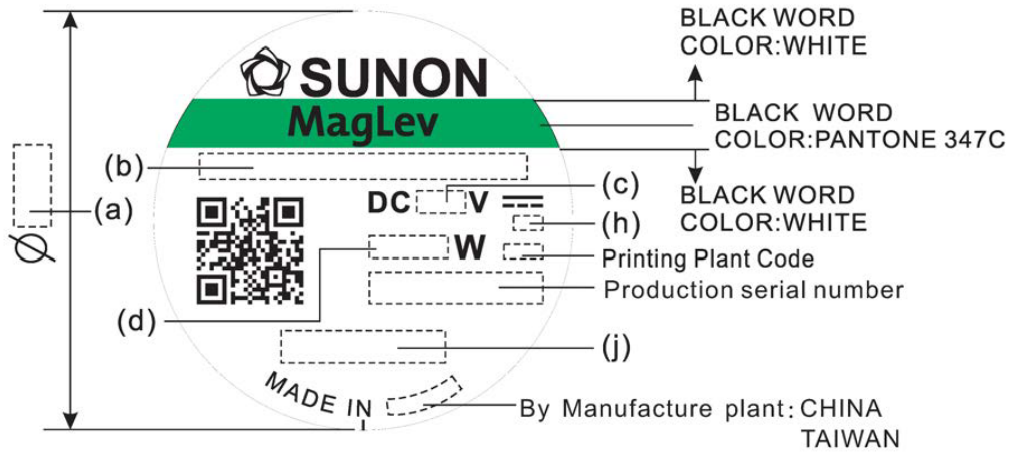 BLACK WORD
COLOR:WHITE
SUNON
MagLev
BLACK WORD
COLOR:PANTONE 347C
(b)
(c)
(a)
DC V
BLACK WORD
COLOR:WHITE
(h)
Ø
W
Printing Plant Code
Production serial number
(d)
(j)
MADE IN
By Manufacture plant: CHINA
TAIWAN